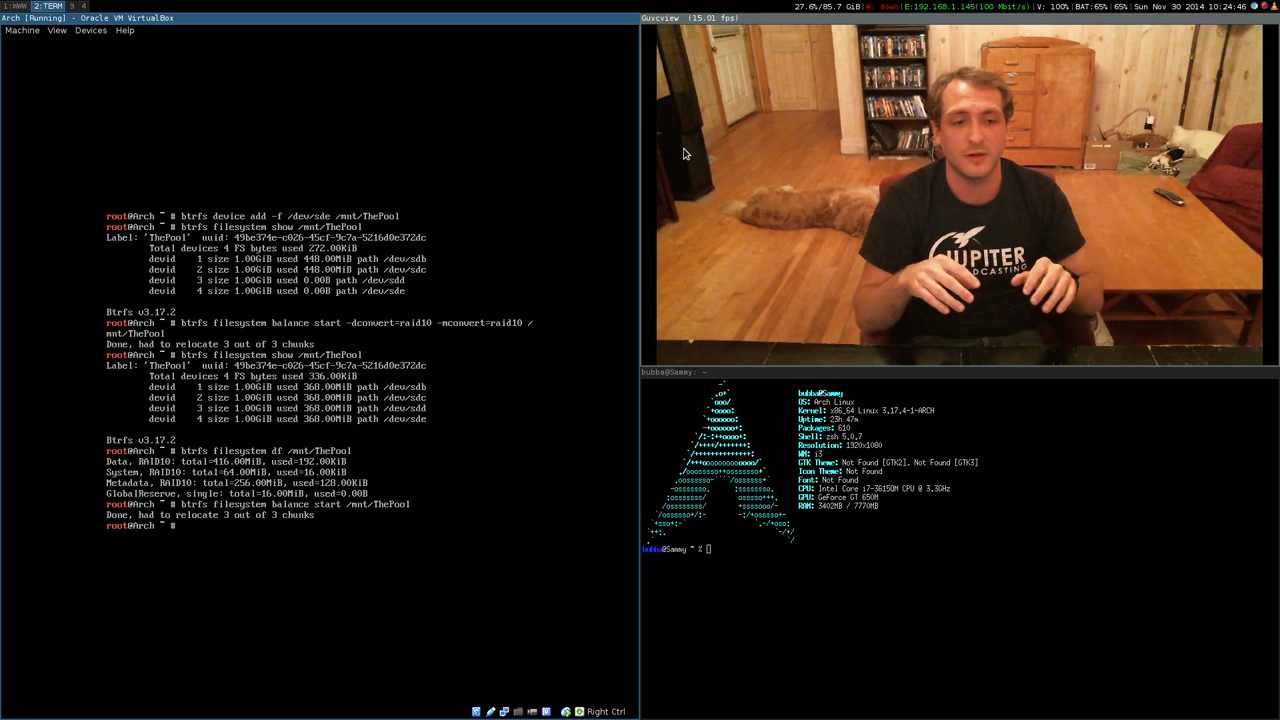 1:WWW 2:TERM 3 4
27.6%/85.7 GiB|W: down|E:192.168.1.145(100 Mbit/s)|V: 100%|BAT:65% |65% |Sun Nov 30 2014 10:24:46
Arch [Running] - Oracle VM VirtualBox
Machine View Devices Help
root@Arch ~ # btrfs device add -f /dev/sde /mnt/ThePool
root@Arch ~ # btrfs filesystem show /mnt/ThePool
Label: 'ThePool' uuid: 49be374e-c026-45cf-9c7a-5216d0e372dc
Total devices 4 FS bytes used 272.00KiB
devid 1 size 1.00GiB used 448.00MiB path /dev/sdb
devid 2 size 1.00GiB used 448.00MiB path /dev/sdc
devid 3 size 1.00GiB used 0.00B path /dev/sdd
devid 4 size 1.00GiB used 0.00B path /dev/sde
Btrfs v3.17.2
root@Arch ~ # btrfs filesystem balance start -dconvert=raid10 -mconvert=raid10 /
mnt/ThePool
Done, had to relocate 3 out of 3 chunks
root@Arch ~ # btrfs filesystem show /mnt/ThePool
Label: 'ThePool' uuid: 49be374e-c026-45cf-9c7a-5216d0e372dc
Total devices 4 FS bytes used 336.00KiB
devid 1 size 1.00GiB used 368.00MiB path /dev/sdb
devid 2 size 1.00GiB used 368.00MiB path /dev/sdc
devid 3 size 1.00GiB used 368.00MiB path /dev/sdd
devid 4 size 1.00GiB used 368.00MiB path /dev/sde
Btrfs v3.17.2
root@Arch ~ # btrfs filesystem df /mnt/ThePool
Data, RAID10: total=416.00MiB, used=192.00KiB
System, RAID10: total=64.00MiB, used=16.00KiB
Metadata, RAID10: total=256.00MiB, used=128.00KiB
GlobalReserve, single: total=16.00MiB, used=0.00B
root@Arch ~ # btrfs filesystem balance start /mnt/ThePool
Done, had to relocate 3 out of 3 chunks
root@Arch ~ #
Right Ctrl
Guvcview (15.01 fps)
JUPITER
BROADCASTING
bubba@Sammy: ~
bubba@Sammy
OS: Arch Linux
Kernel: x86_64 Linux 3.17.4-1-ARCH
Uptime: 23h 47m
Packages: 610
Shell: zsh 5.0.7
Resolution: 1920x1080
WM: i3
GTK Theme: Not Found [GTK2], Not Found [GTK3]
Icon Theme: Not Found
Font: Not Found
CPU: Intel Core i7-3615QM CPU @ 3.3GHz
GPU: GeForce GT 650M
RAM: 3402MB / 7770MB
bubba@Sammy ~ %